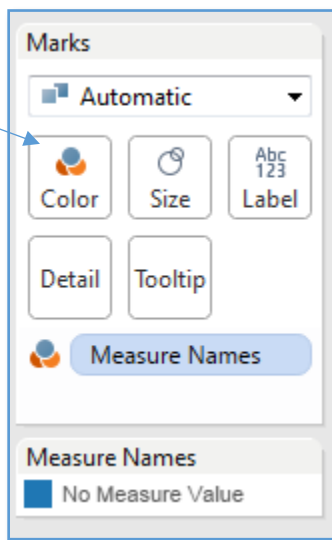 Marks
Automatic
Color Size Abc 123 Label
Detail Tooltip
Measure Names
Measure Names
No Measure Value